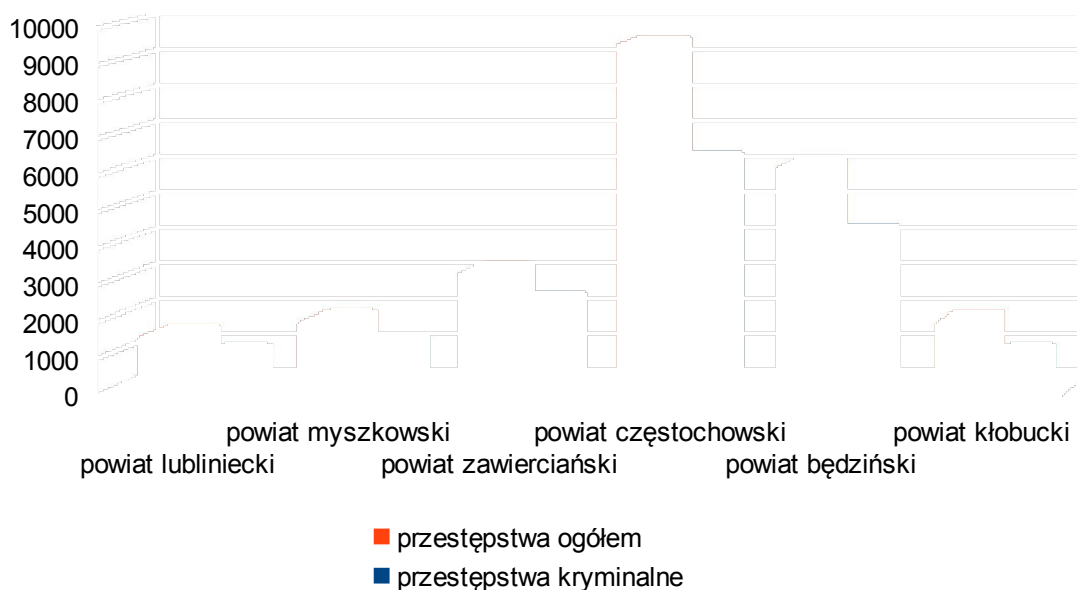 10000
9000
8000
7000
6000
5000
4000
3000
2000
1000
0
powiat myszkowski powiat częstochowski powiat kłobucki
powiat lubliniecki powiat zawierciański powiat będziński
przestępstwa ogółem
przestępstwa kryminalne